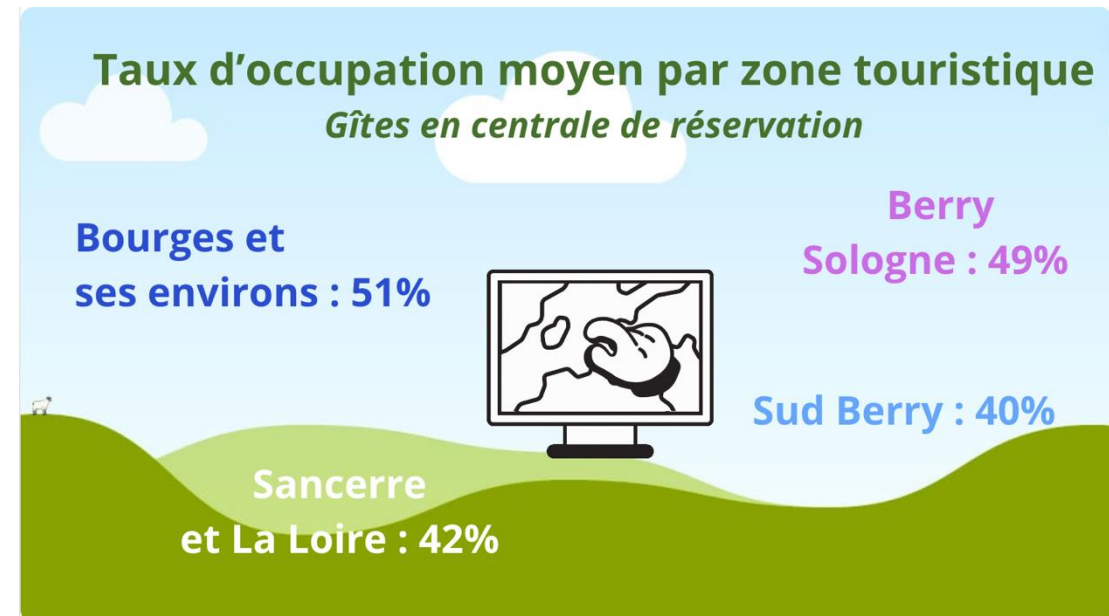 Taux d’occupation moyen par zone touristique
Gîtes en centrale de réservation
Bourges et
ses environs : 51%
Berry
Sologne : 49%
Sud Berry : 40%
Sancerre
et La Loire : 42%